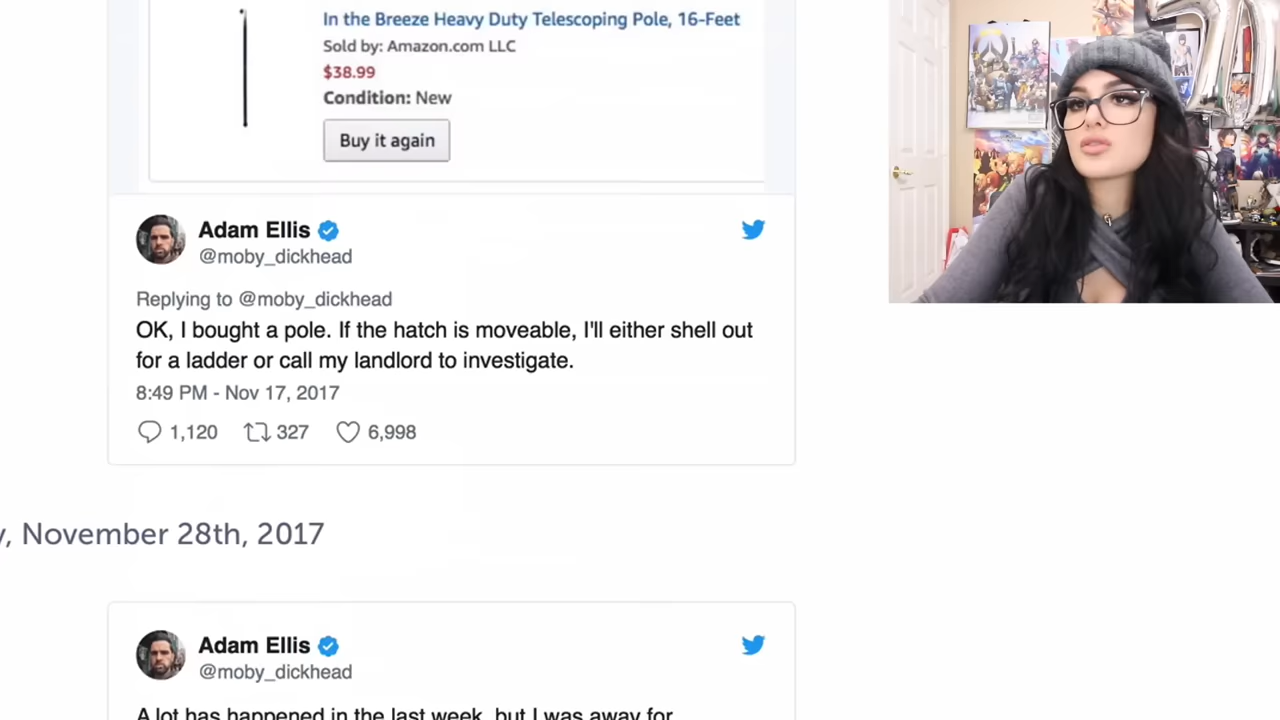 In the Breeze Heavy Duty Telescoping Pole, 16-Feet
Sold by: Amazon.com LLC
$38.99
Condition: New
Buy it again
Adam Ellis
@moby_dickhead
Replying to @moby_dickhead
OK, I bought a pole. If the hatch is moveable, I'll either shell out
for a ladder or call my landlord to investigate.
8:49 PM - Nov 17, 2017
1,120 327 6,998
, November 28th, 2017
Adam Ellis
@moby_dickhead
A lot has happened in the last week, but I was away for